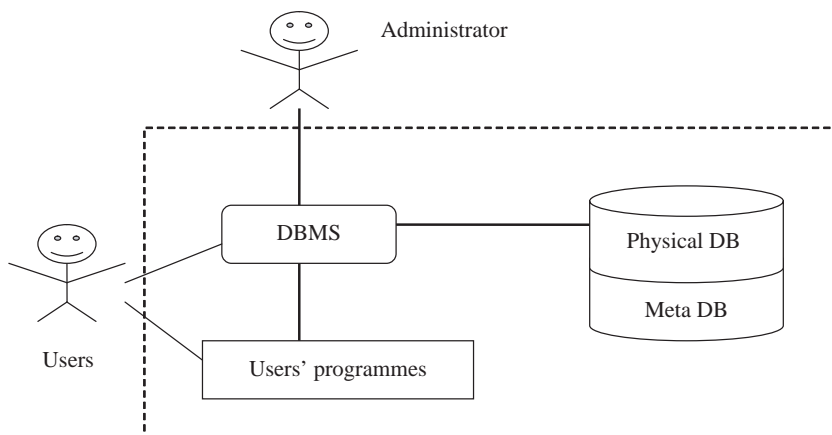 Administrator
DBMS
Physical DB
Meta DB
Users
Users’ programmes